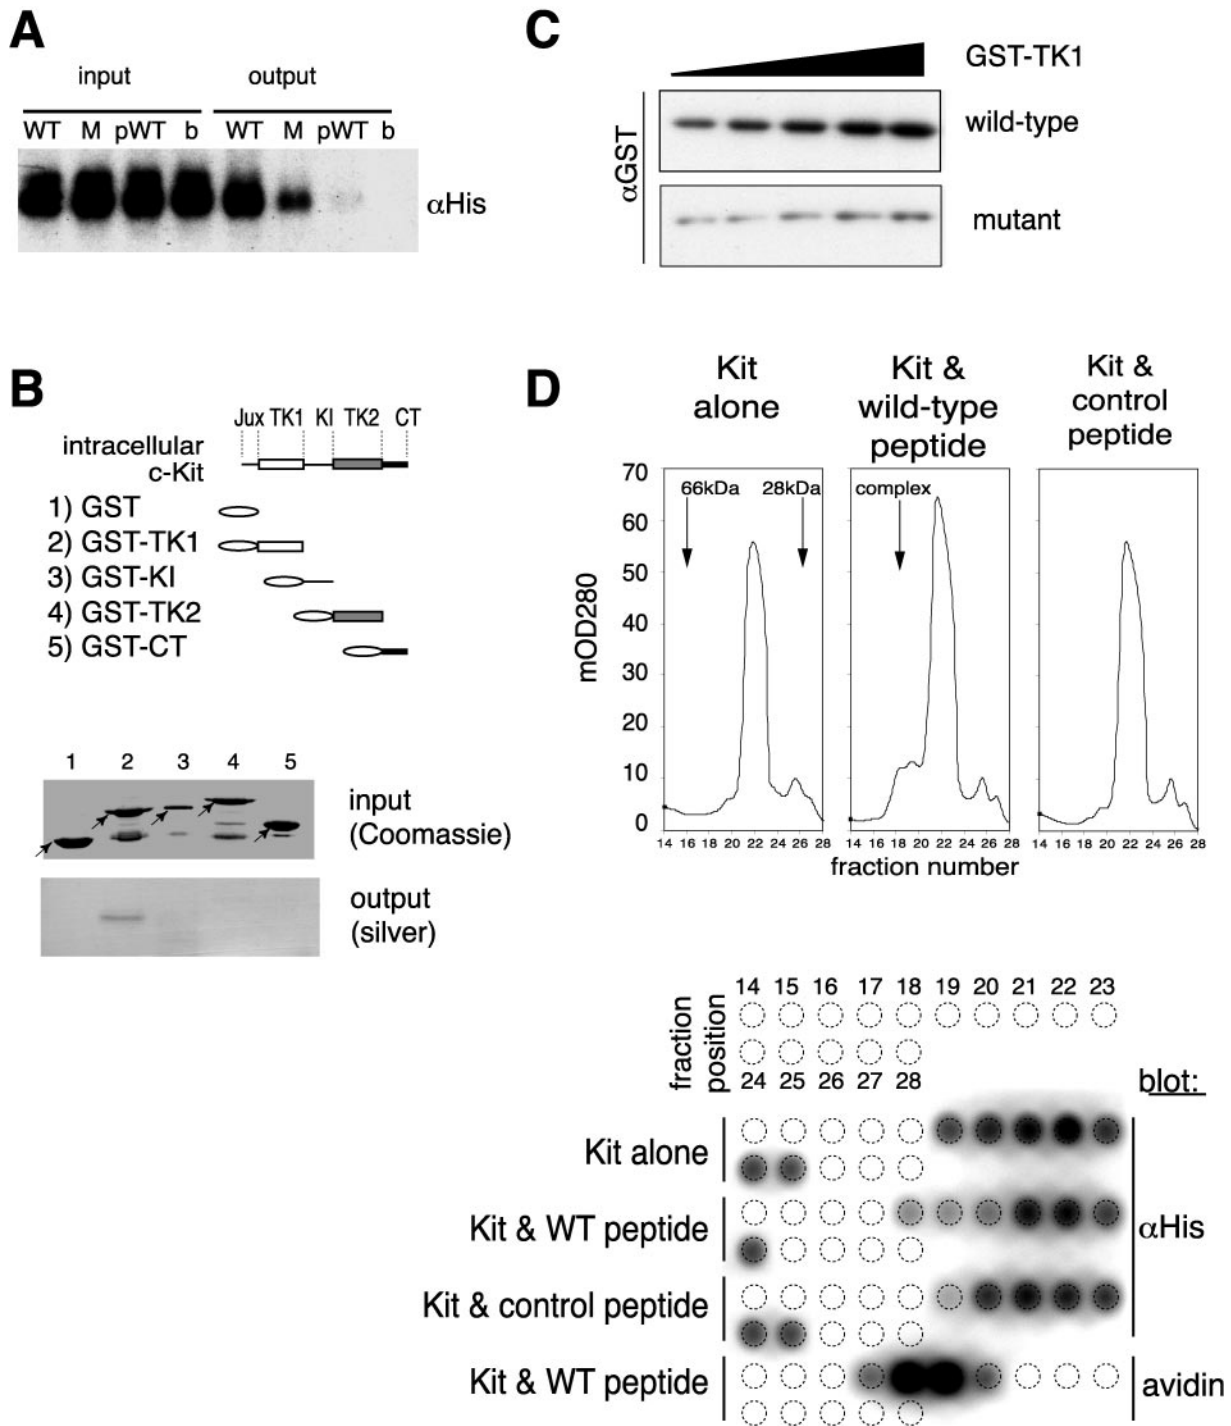 A
input output
WT M pWT b WT M pWT b
αHis
B
Jux TK1 KI TK2 CT
intracellular
c-Kit
1) GST
2) GST-TK1
3) GST-KI
4) GST-TK2
5) GST-CT
1 2 3 4 5
input
(Coomassie)
output
(silver)
C
GST-TK1
αGST
wild-type
mutant
D
Kit
alone
Kit &
wild-type
peptide
Kit &
control
peptide
mOD280
70
60
50
40
30
20
10
0
66kDa 28kDa
complex
14 16 18 20 22 24 26 28
14 16 18 20 22 24 26 28
14 16 18 20 22 24 26 28
fraction number
fraction
position
14 15 16 17 18 19 20 21 22 23
24 25 26 27 28
blot:
Kit alone
Kit & WT peptide
Kit & control peptide
Kit & WT peptide
αHis
avidin